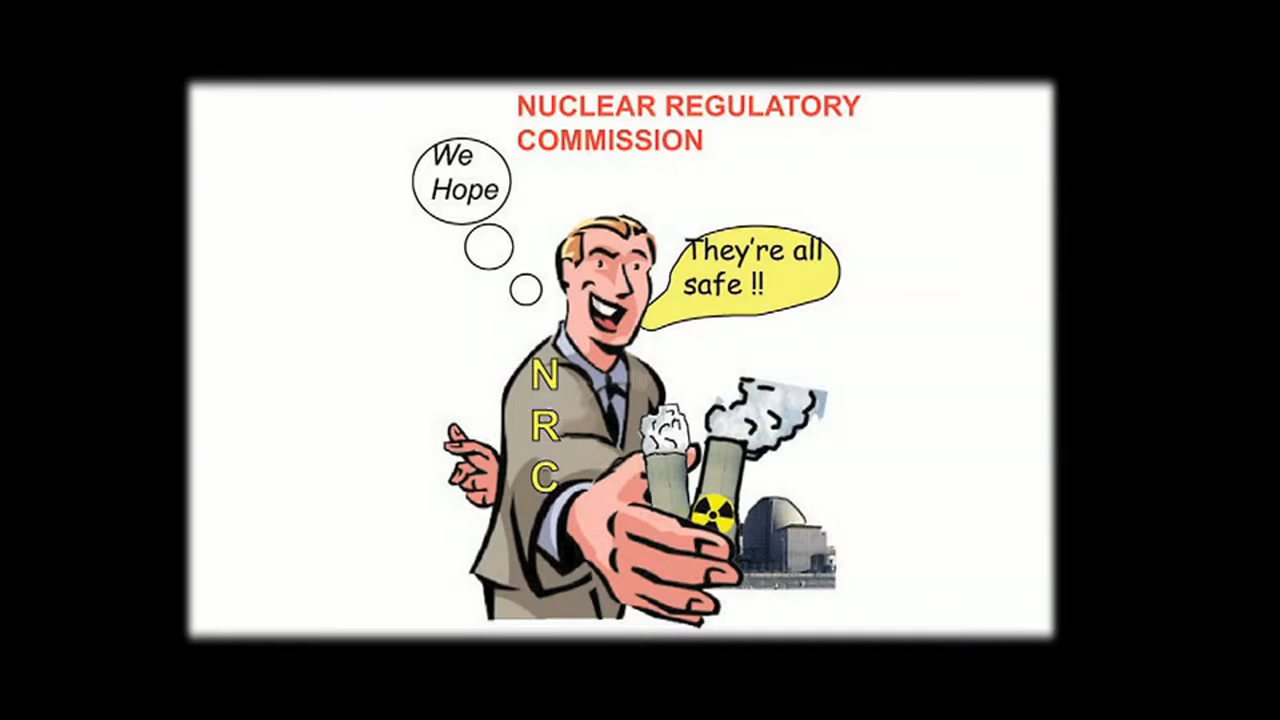 NUCLEAR REGULATORY
COMMISSION
We
Hope
They're all
safe !!
N
R
C